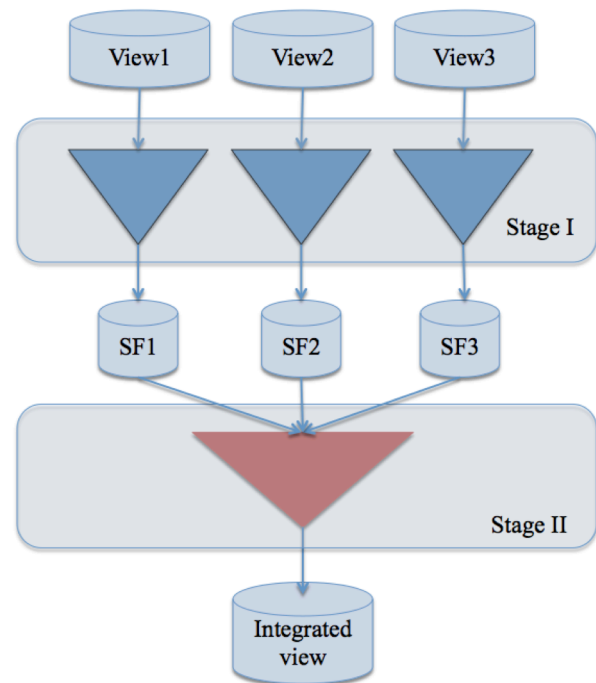 View1
View2
View3
Stage I
SF1
SF2
SF3
Stage II
Integrated
view